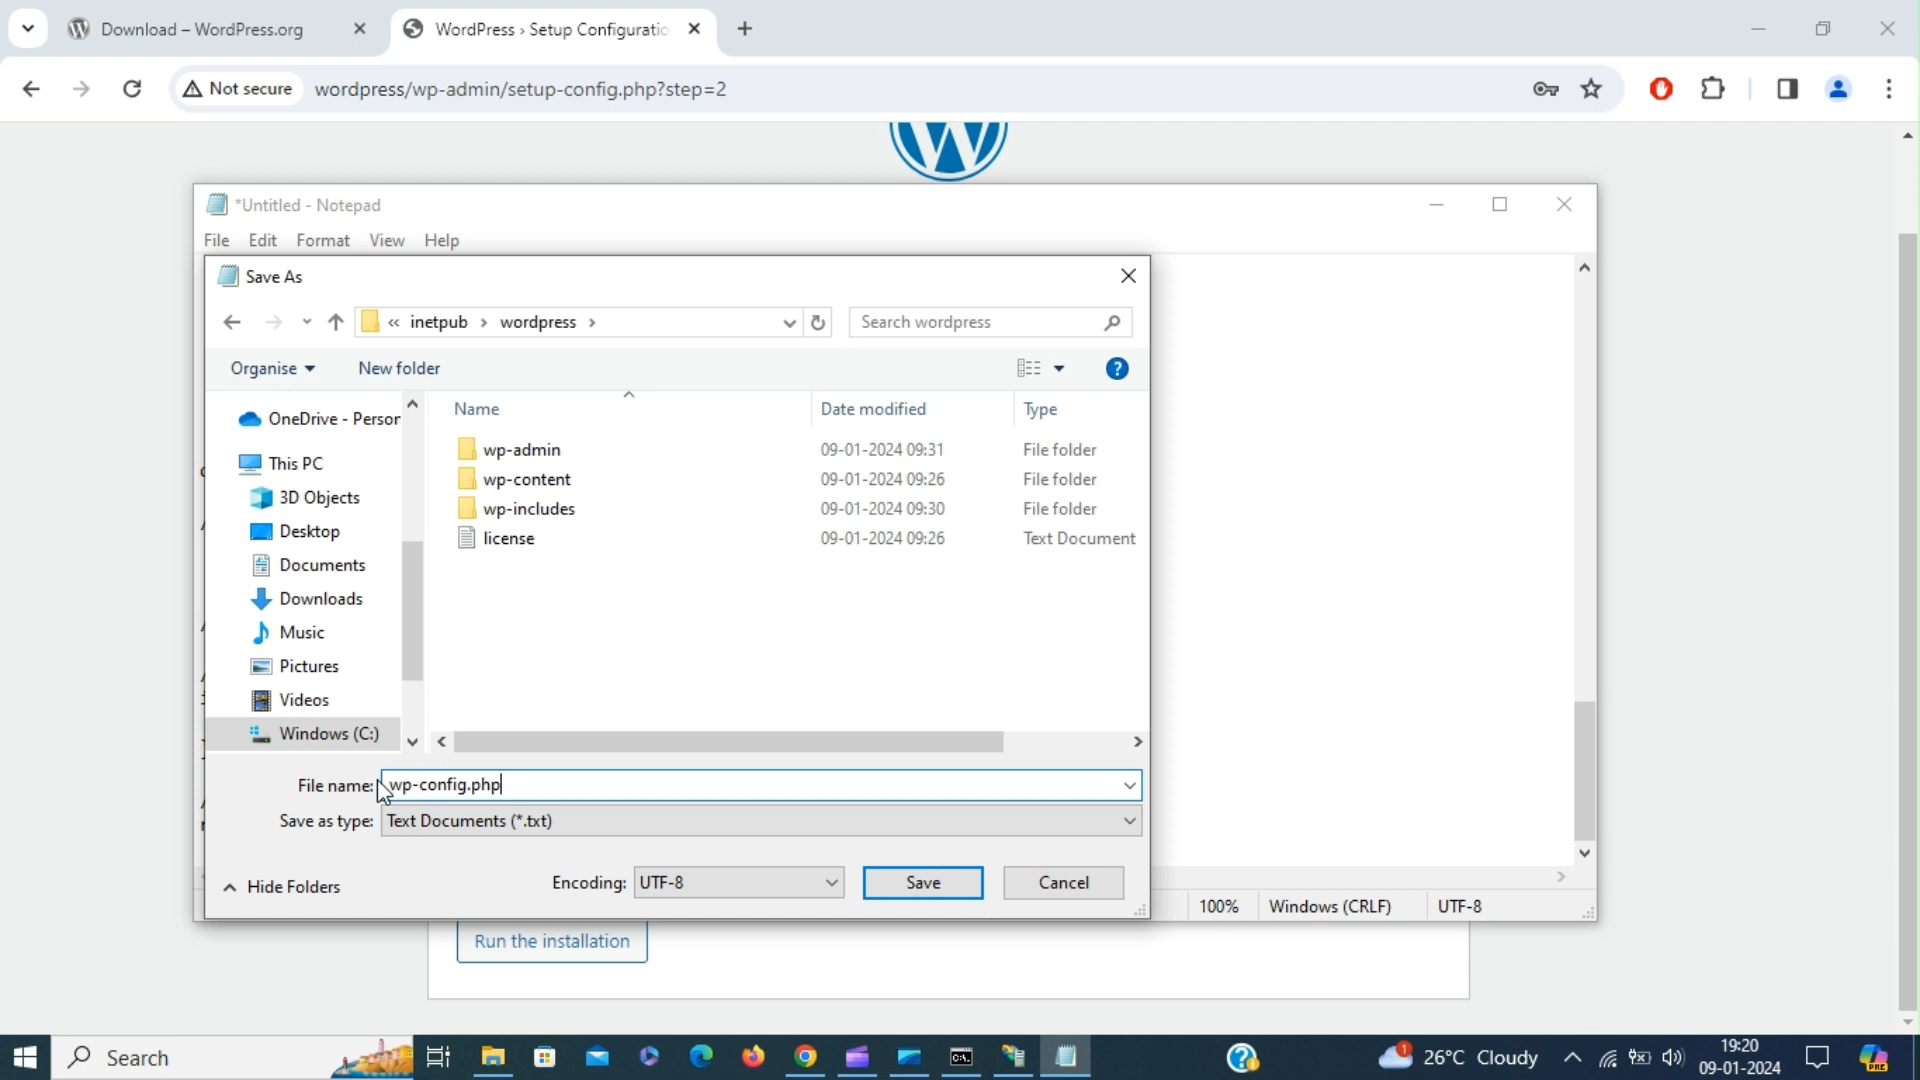 Download – WordPress.org
WordPress › Setup Configuratio
Not secure
wordpress/wp-admin/setup-config.php?step=2
*Untitled - Notepad
File Edit Format View Help
Save As
« inetpub › wordpress ›
Search wordpress
Organise
New folder
OneDrive - Person
This PC
3D Objects
Desktop
Documents
Downloads
Music
Pictures
Videos
Windows (C:)
Name Date modified Type
wp-admin 09-01-2024 09:31 File folder
wp-content 09-01-2024 09:26 File folder
wp-includes 09-01-2024 09:30 File folder
license 09-01-2024 09:26 Text Document
File name: wp-config.php
Save as type: Text Documents (*.txt)
Hide Folders
Encoding: UTF-8
Save
Cancel
100% Windows (CRLF) UTF-8
Run the installation
Search
26°C Cloudy
19:20
09-01-2024